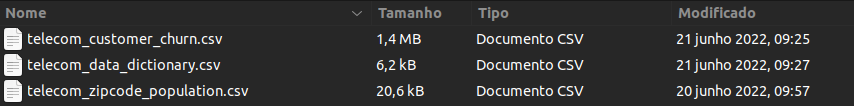 Nome Tamanho Tipo Modificado
telecom_customer_churn.csv 1,4 MB Documento CSV 21 junho 2022, 09:25
telecom_data_dictionary.csv 6,2 kB Documento CSV 21 junho 2022, 09:27
telecom_zipcode_population.csv 20,6 kB Documento CSV 20 junho 2022, 09:57